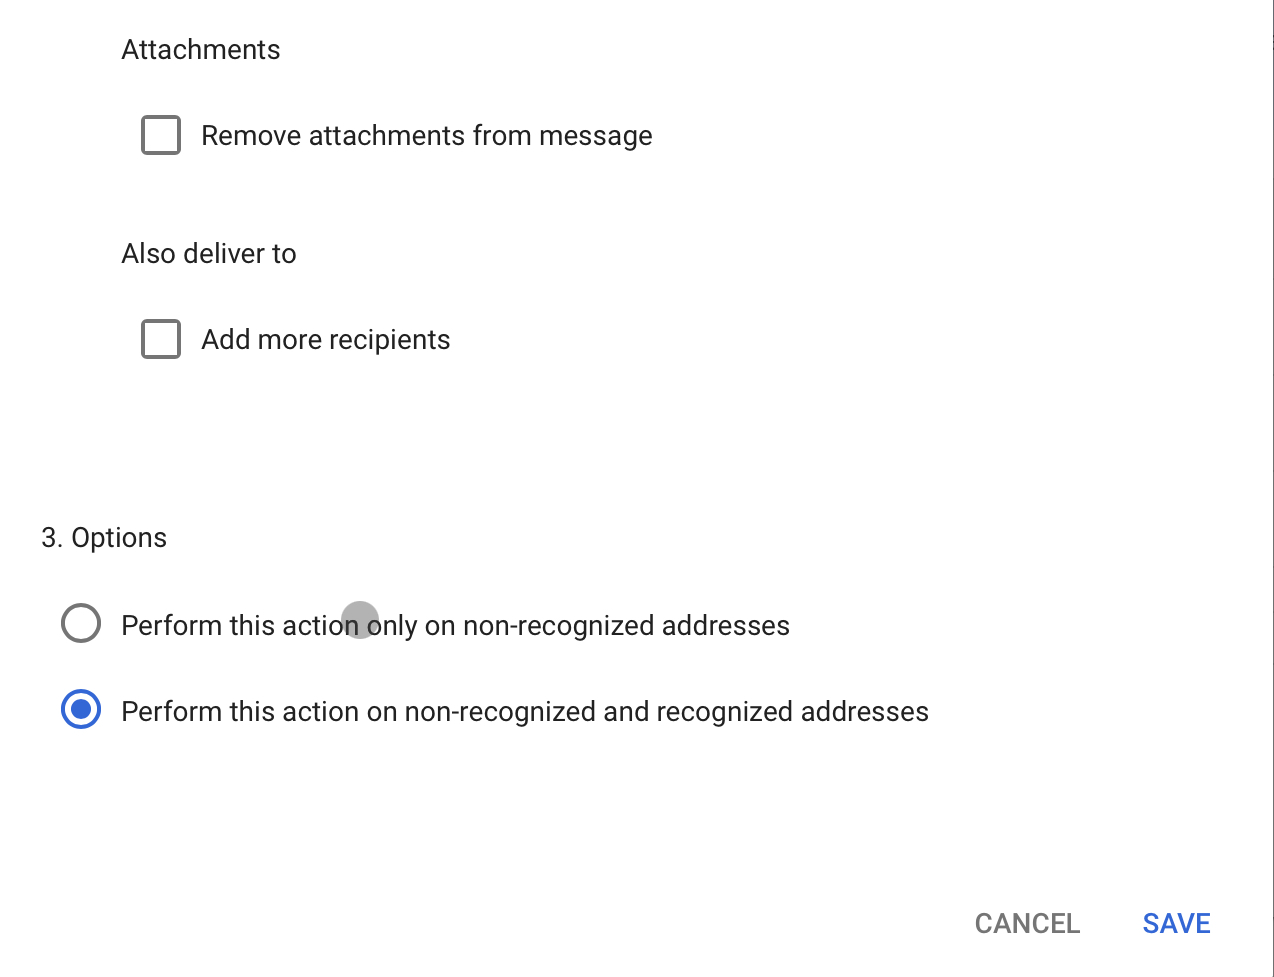 Attachments
Remove attachments from message
Also deliver to
Add more recipients
3. Options
Perform this action only on non-recognized addresses
Perform this action on non-recognized and recognized addresses
CANCEL SAVE